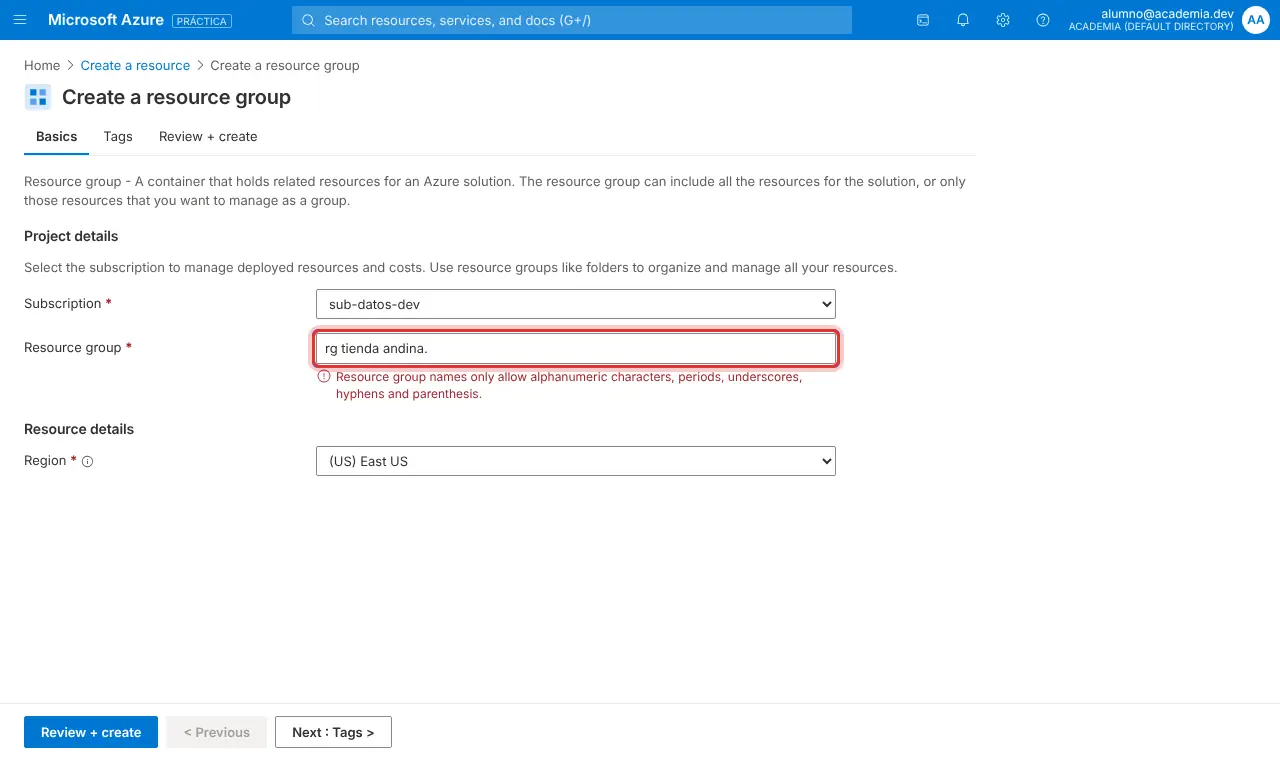 Microsoft Azure PRÁCTICA
Search resources, services, and docs (G+/)
alumno@academia.dev
ACADEMIA (DEFAULT DIRECTORY)
AA
Home > Create a resource > Create a resource group
Create a resource group
Basics Tags Review + create
Resource group - A container that holds related resources for an Azure solution. The resource group can include all the resources for the solution, or only
those resources that you want to manage as a group.
Project details
Select the subscription to manage deployed resources and costs. Use resource groups like folders to organize and manage all your resources.
Subscription * sub-datos-dev
Resource group * rg tienda andina.
Resource group names only allow alphanumeric characters, periods, underscores,
hyphens and parenthesis.
Resource details
Region * (US) East US
Review + create < Previous Next : Tags >